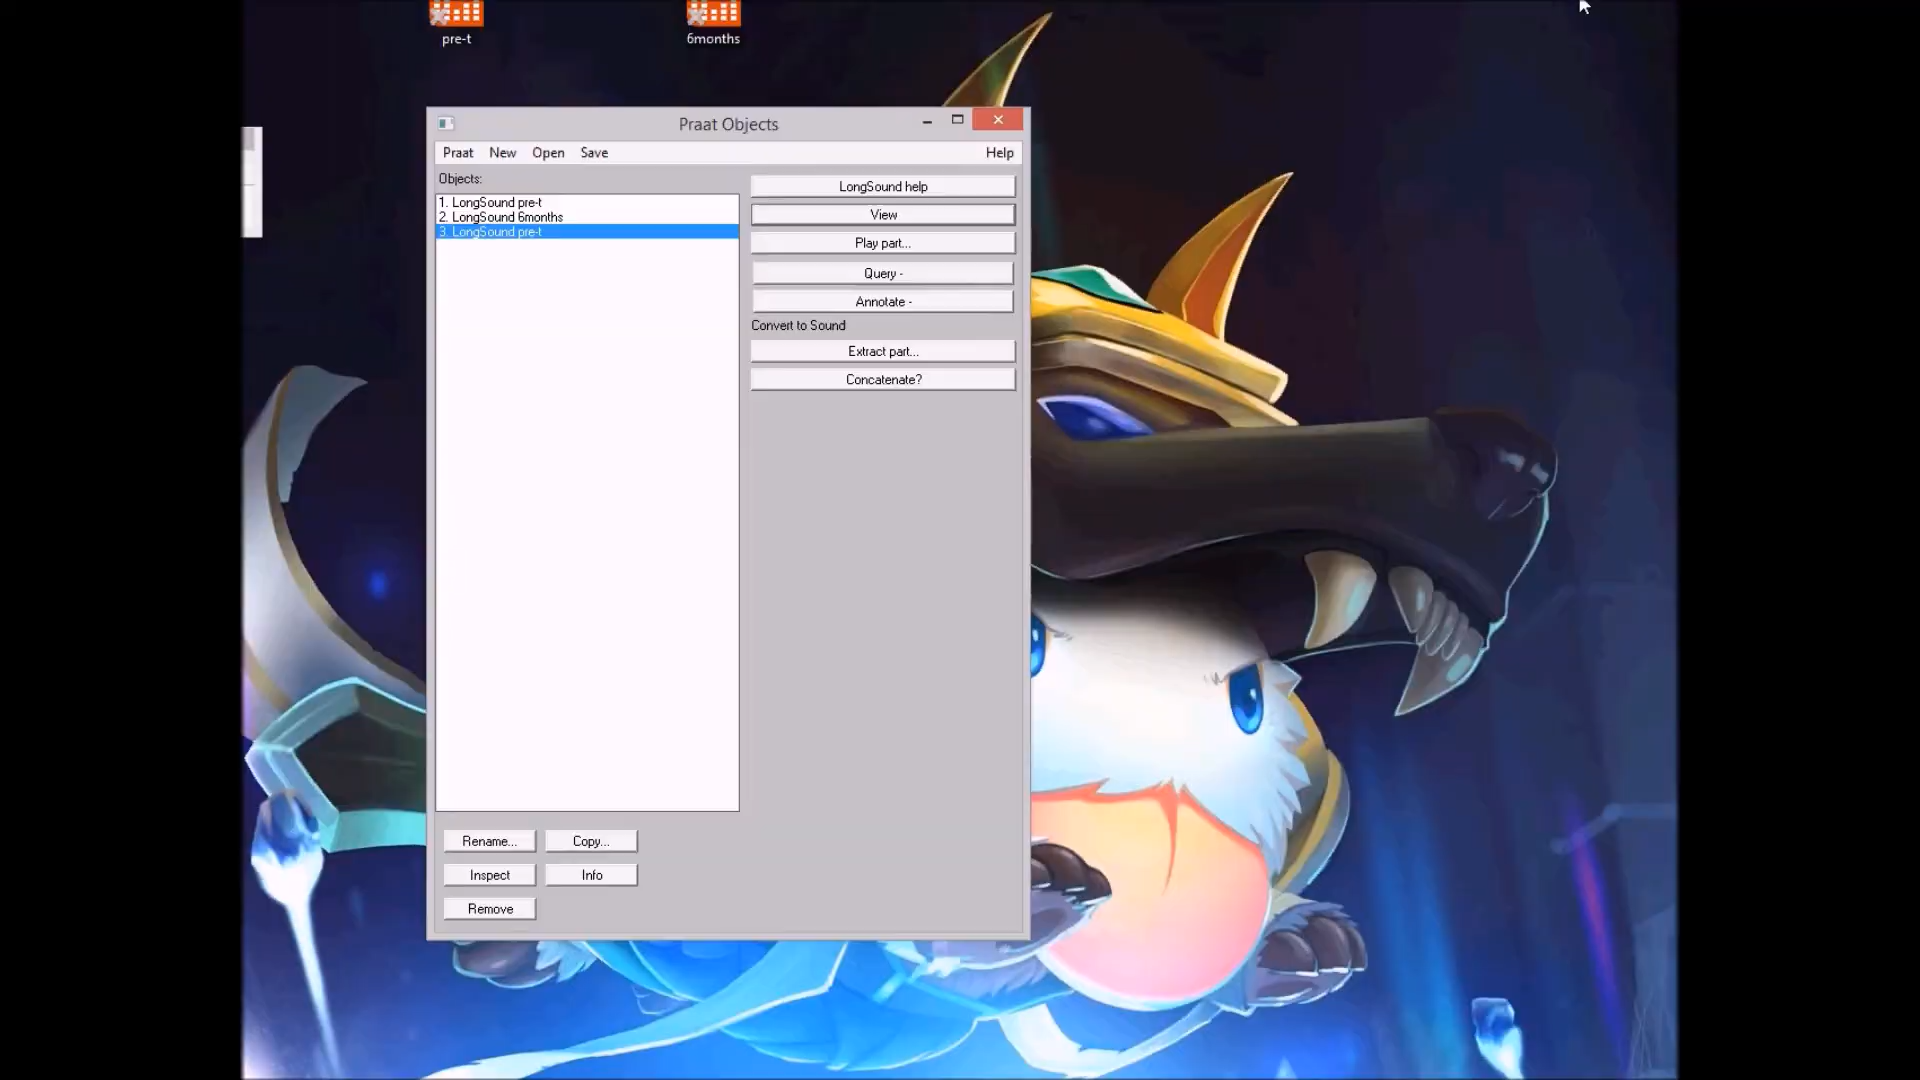 pre-t
6months
Praat Objects
Praat New Open Save Help
Objects:
1. LongSound pre-t
2. LongSound 6months
3. LongSound pre-t
LongSound help
View
Play part...
Query -
Annotate -
Convert to Sound
Extract part...
Concatenate?
Rename... Copy...
Inspect Info
Remove